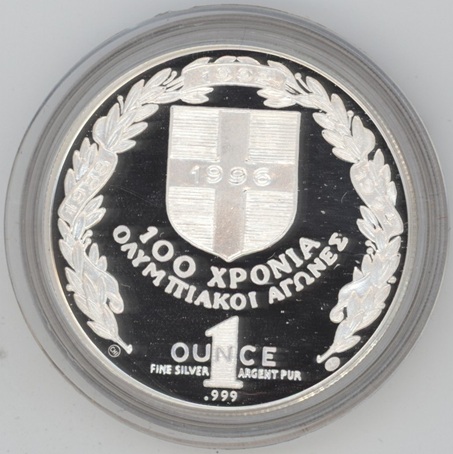 1996
100 ΧΡΟΝΙΑ
ΟΛΥΜΠΙΑΚΟΙ ΑΓΩΝΕΣ
1
OUNCE
FINE SILVER ARGENT PUR
.999